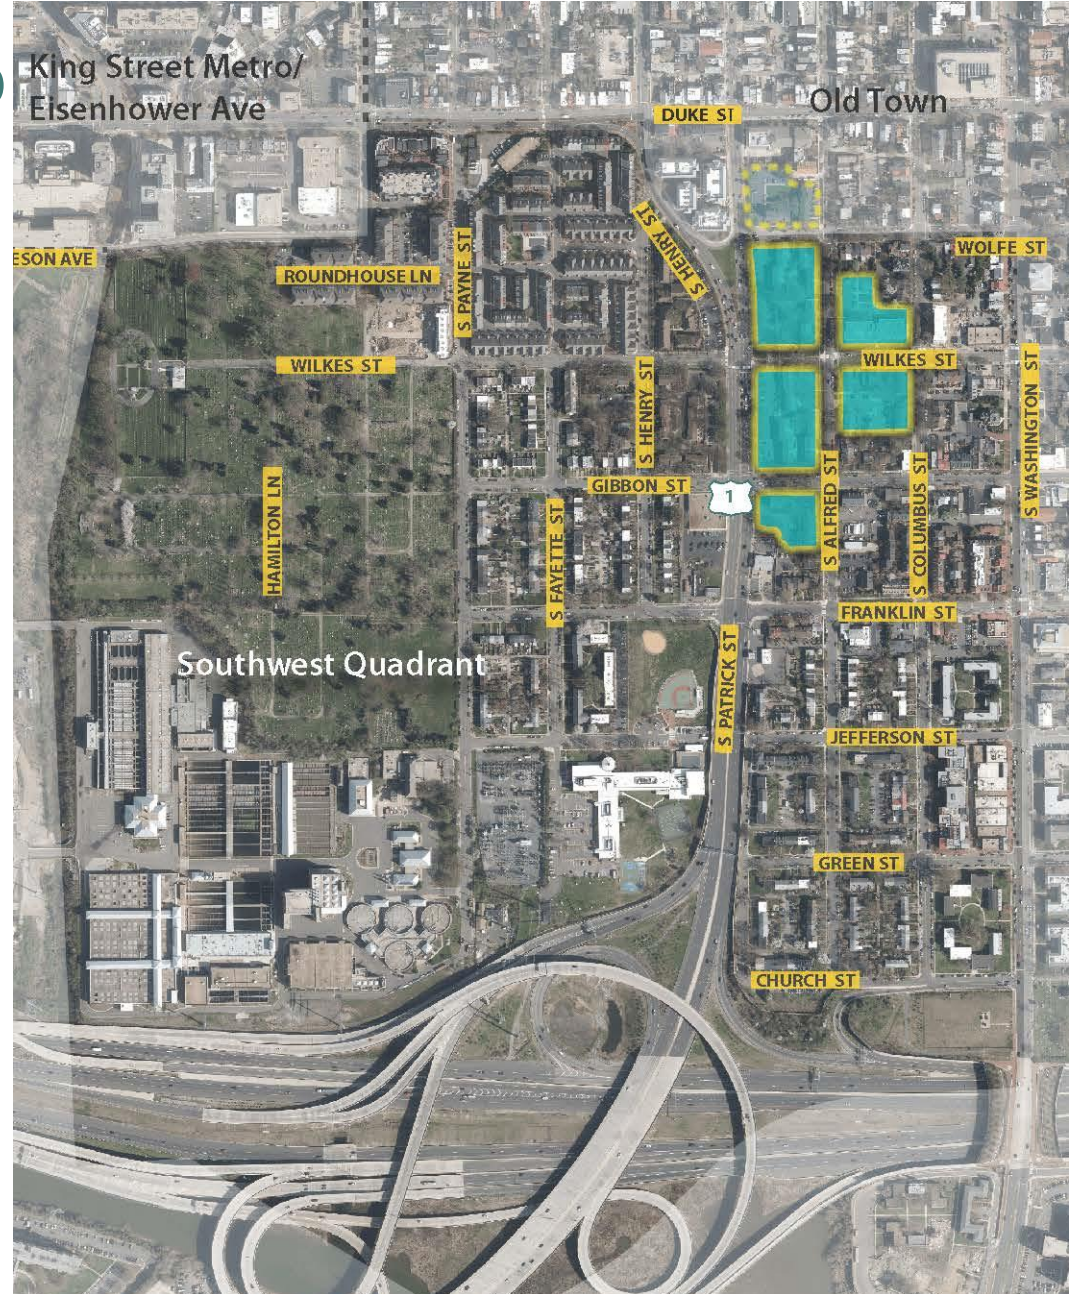 King Street Metro/
Eisenhower Ave
Old Town
DUKE ST
S HENRY ST
WOLFE ST
ESON AVE
ROUNDHOUSE LN
S PAYNE ST
WILKES ST
WILKES ST
S HENRY ST
S WASHINGTON ST
GIBBON ST
1
S ALFRED ST
S COLUMBUS ST
HAMILTON LN
S FAYETTE ST
FRANKLIN ST
Southwest Quadrant
S PATRICK ST
JEFFERSON ST
GREEN ST
CHURCH ST